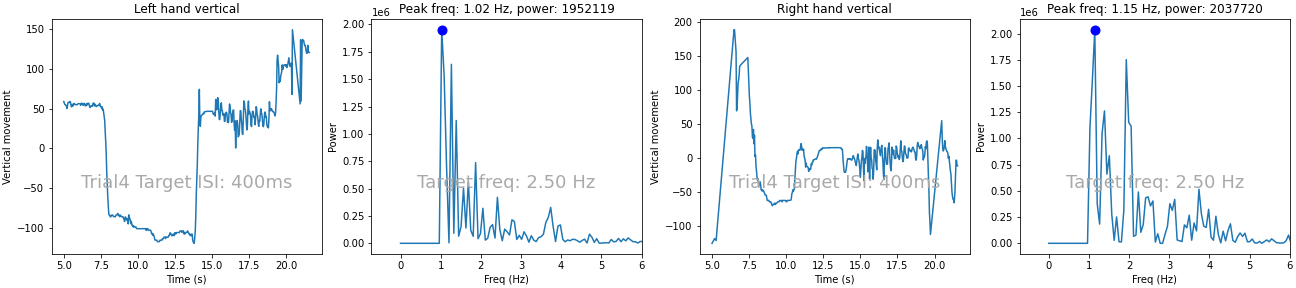 Left hand vertical
Vertical movement
150
100
50
0
−50
−100
Trial4 Target ISI: 400ms
5.0 7.5 10.0 12.5 15.0 17.5 20.0
Time (s)
Peak freq: 1.02 Hz, power: 1952119
1e6
Power
2.00
1.75
1.50
1.25
1.00
0.75
0.50
0.25
0.00
Target freq: 2.50 Hz
0 1 2 3 4 5 6
Freq (Hz)
Right hand vertical
Vertical movement
200
150
100
50
0
−50
−100
Trial4 Target ISI: 400ms
5.0 7.5 10.0 12.5 15.0 17.5 20.0
Time (s)
Peak freq: 1.15 Hz, power: 2037720
1e6
Power
2.00
1.75
1.50
1.25
1.00
0.75
0.50
0.25
0.00
Target freq: 2.50 Hz
0 1 2 3 4 5 6
Freq (Hz)